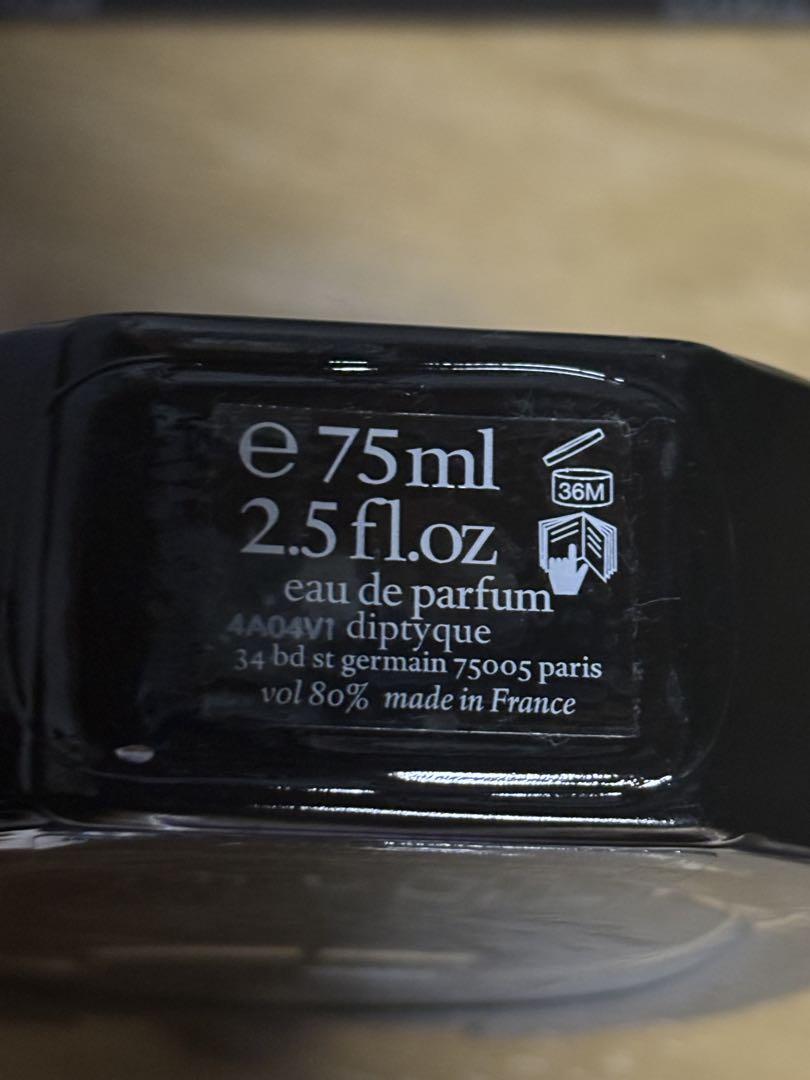 e 75ml
2.5 fl.oz
36M
eau de parfum
4A04V1 diptyque
34 bd st germain 75005 paris
vol 80% made in France